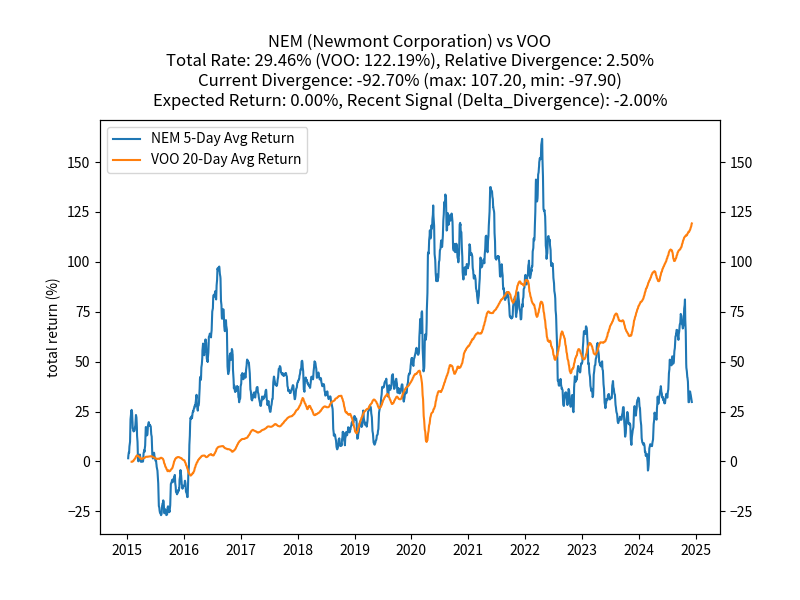 NEM (Newmont Corporation) vs VOO
Total Rate: 29.46% (VOO: 122.19%), Relative Divergence: 2.50%
Current Divergence: -92.70% (max: 107.20, min: -97.90)
Expected Return: 0.00%, Recent Signal (Delta_Divergence): -2.00%
NEM 5-Day Avg Return
VOO 20-Day Avg Return
total return (%)
150 150
125 125
100 100
75 75
50 50
25 25
0 0
−25 −25
2015 2016 2017 2018 2019 2020 2021 2022 2023 2024 2025